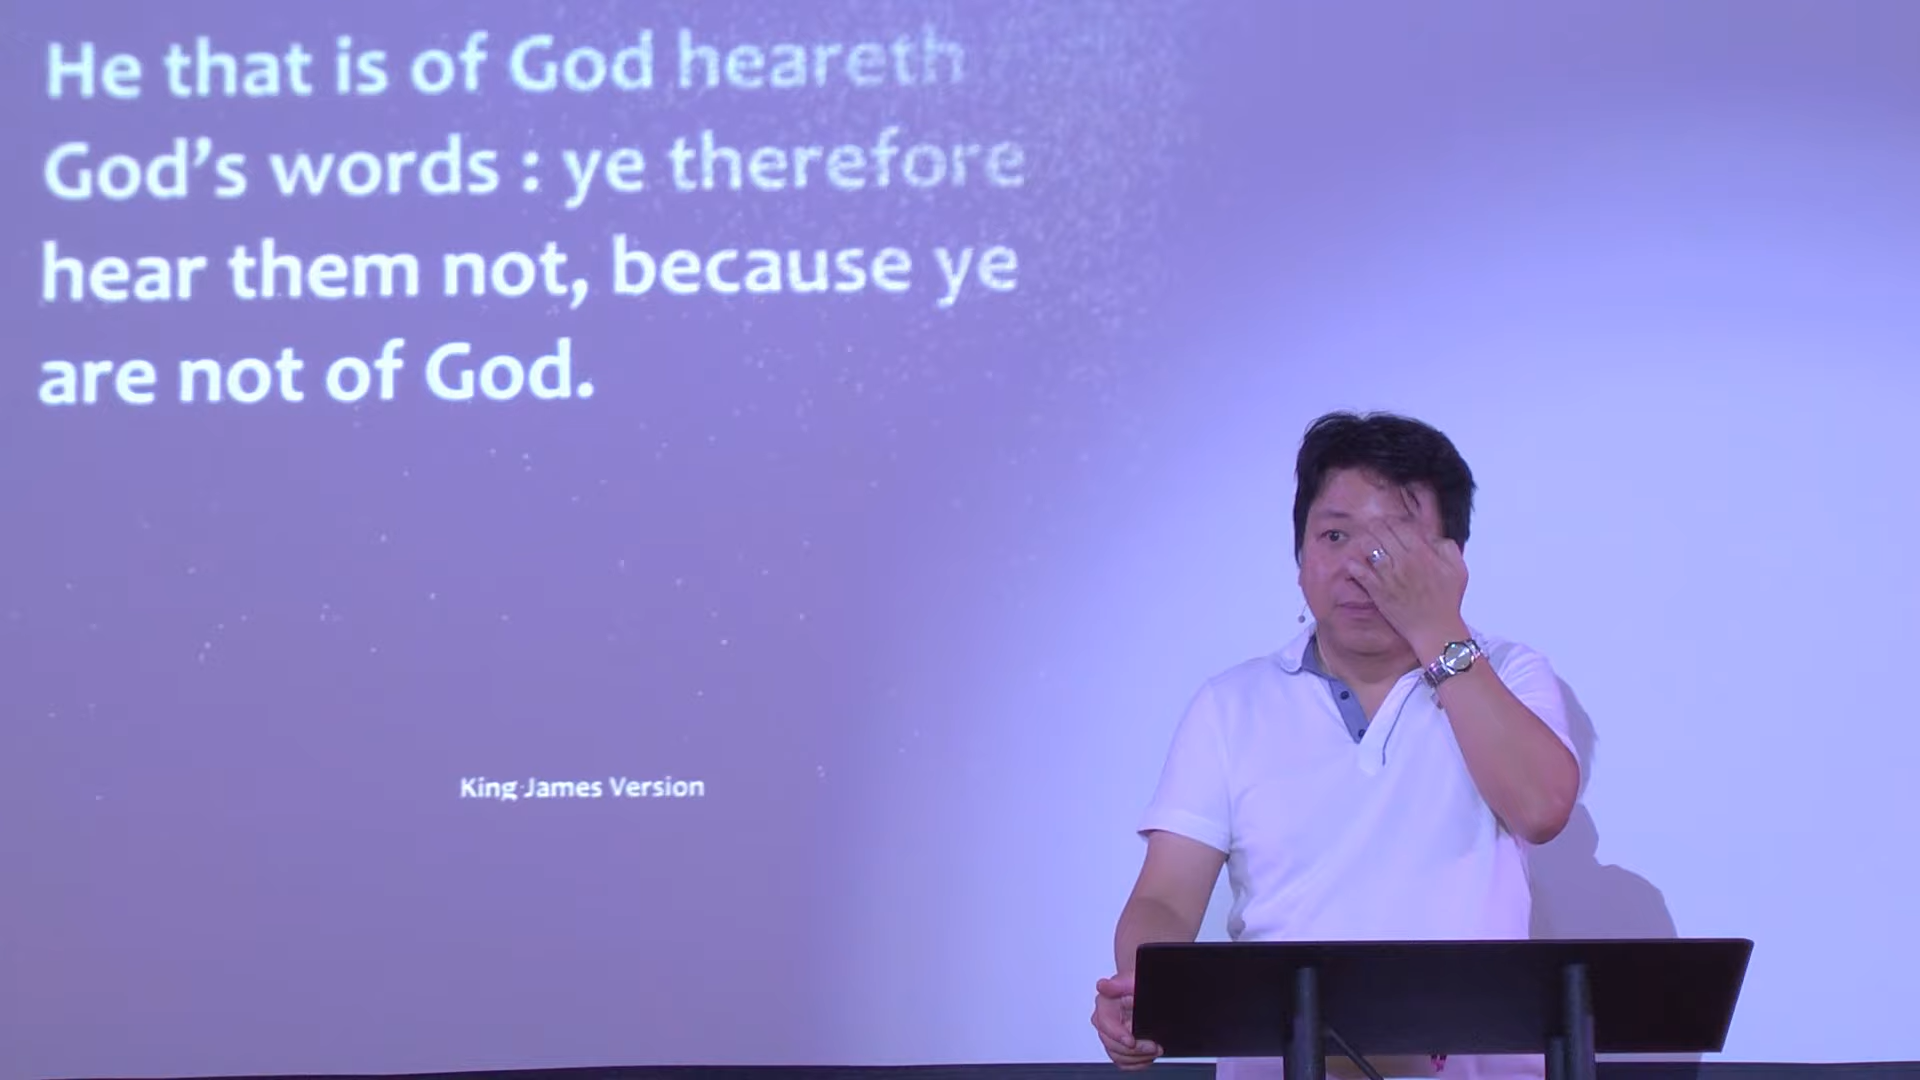 He that is of God heareth
God's words : ye therefore
hear them not, because ye
are not of God.
King James Version